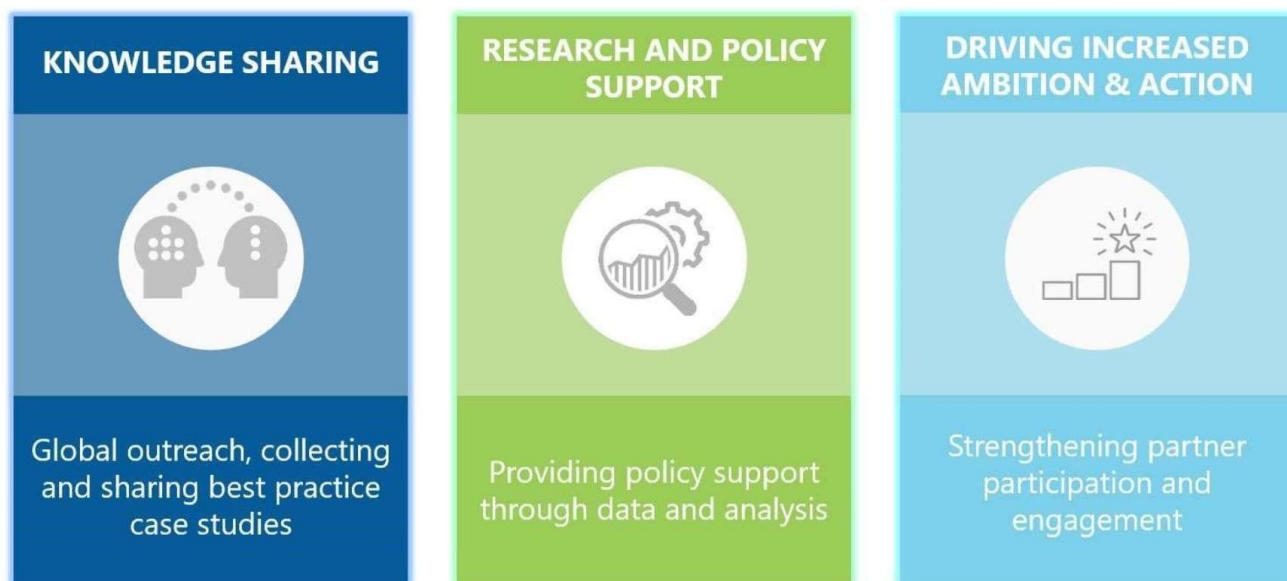 KNOWLEDGE SHARING
Global outreach, collecting
and sharing best practice
case studies
RESEARCH AND POLICY
SUPPORT
Providing policy support
through data and analysis
DRIVING INCREASED
AMBITION & ACTION
Strengthening partner
participation and
engagement